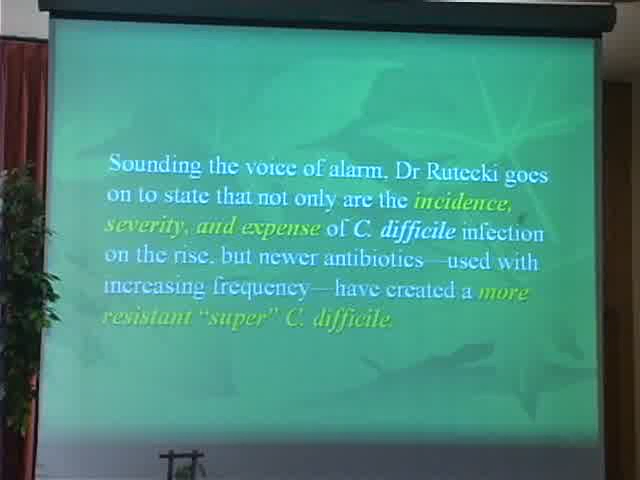 Sounding the voice of alarm, Dr Rutecki goes
on to state that not only are the incidence,
severity, and expense of C. difficile infection
on the rise, but newer antibiotics—used with
increasing frequency—have created a more
resistant “super” C. difficile.